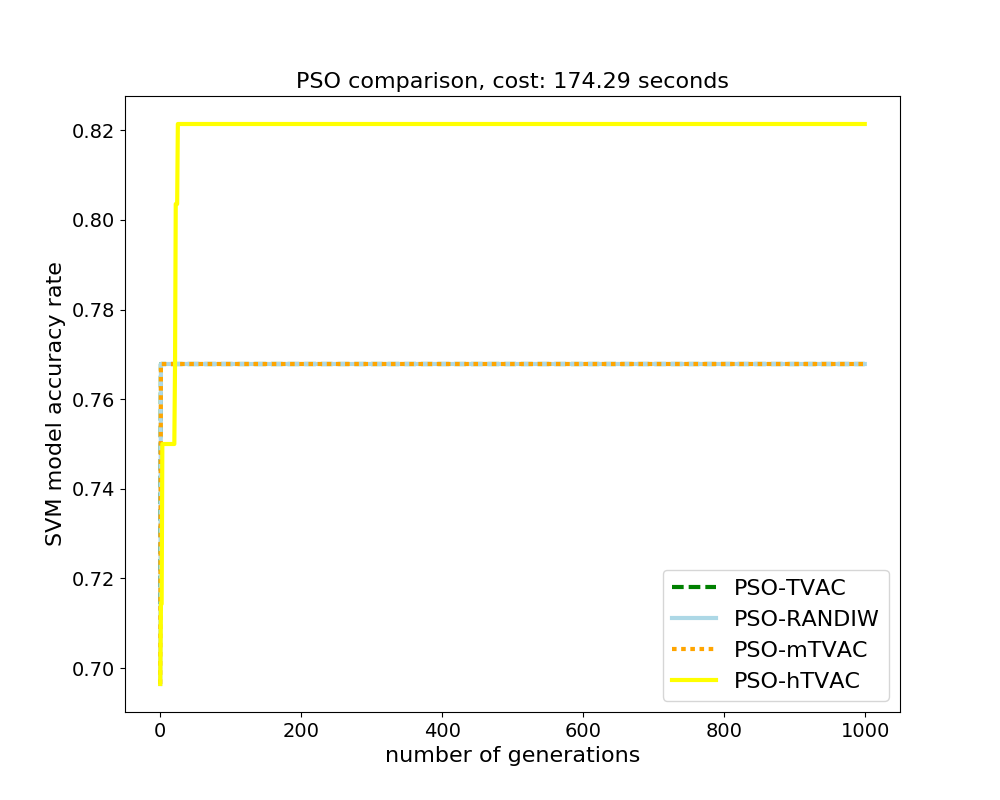 PSO comparison, cost: 174.29 seconds
SVM model accuracy rate
0.82
0.80
0.78
0.76
0.74
0.72
0.70
PSO-TVAC
PSO-RANDIW
PSO-mTVAC
PSO-hTVAC
0 200 400 600 800 1000
number of generations